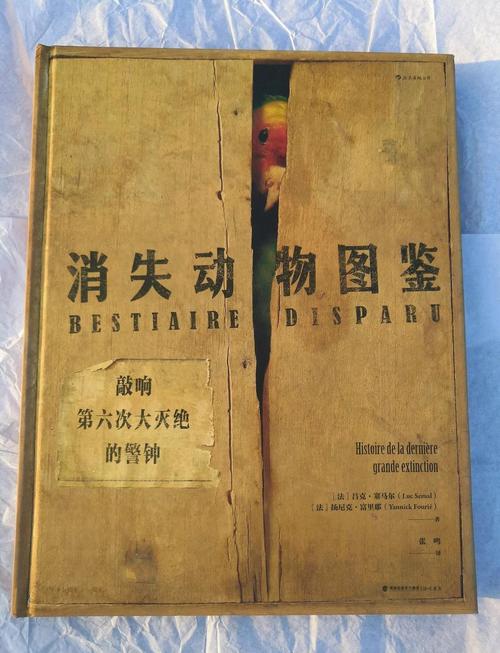 消失动物图鉴
BESTIAIRE DISPARU
敲响
第六次大灭绝
的警钟
Histoire de la dernière
grande extinction
［法］吕克·塞马尔（Luc Semal）
［法］扬尼克·富里耶（Yannick Fourié）
著
张鸣
译